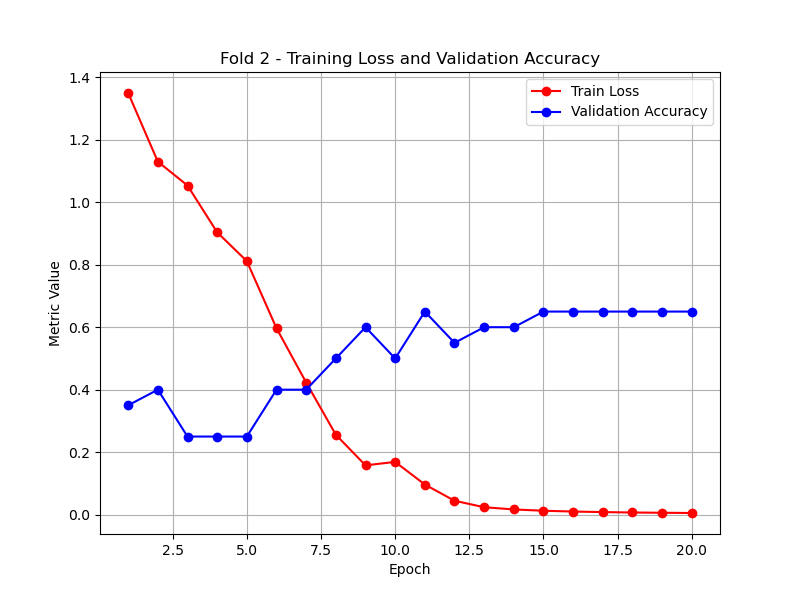 Fold 2 - Training Loss and Validation Accuracy
Train Loss
Validation Accuracy
Metric Value
1.4
1.2
1.0
0.8
0.6
0.4
0.2
0.0
2.5 5.0 7.5 10.0 12.5 15.0 17.5 20.0
Epoch